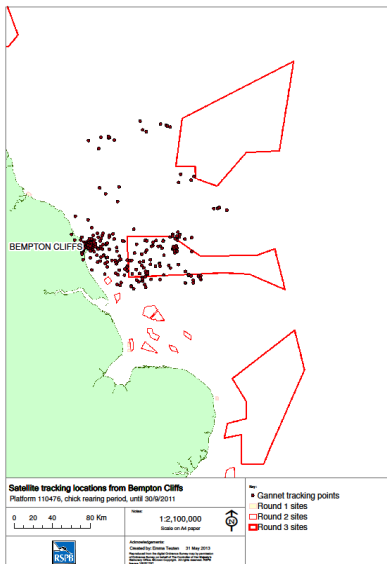 BEMPTON CLIFFS
Satellite tracking locations from Bempton Cliffs
Platform 110476, chick rearing period, until 30/9/2011
0 20 40 80 Km
Notes:
1:2,100,000
Scale on A4 paper
N
RSPB
Acknowledgements
Created by: Emma Teuten 31 May 2013
Key:
Gannet tracking points
Round 1 sites
Round 2 sites
Round 3 sites